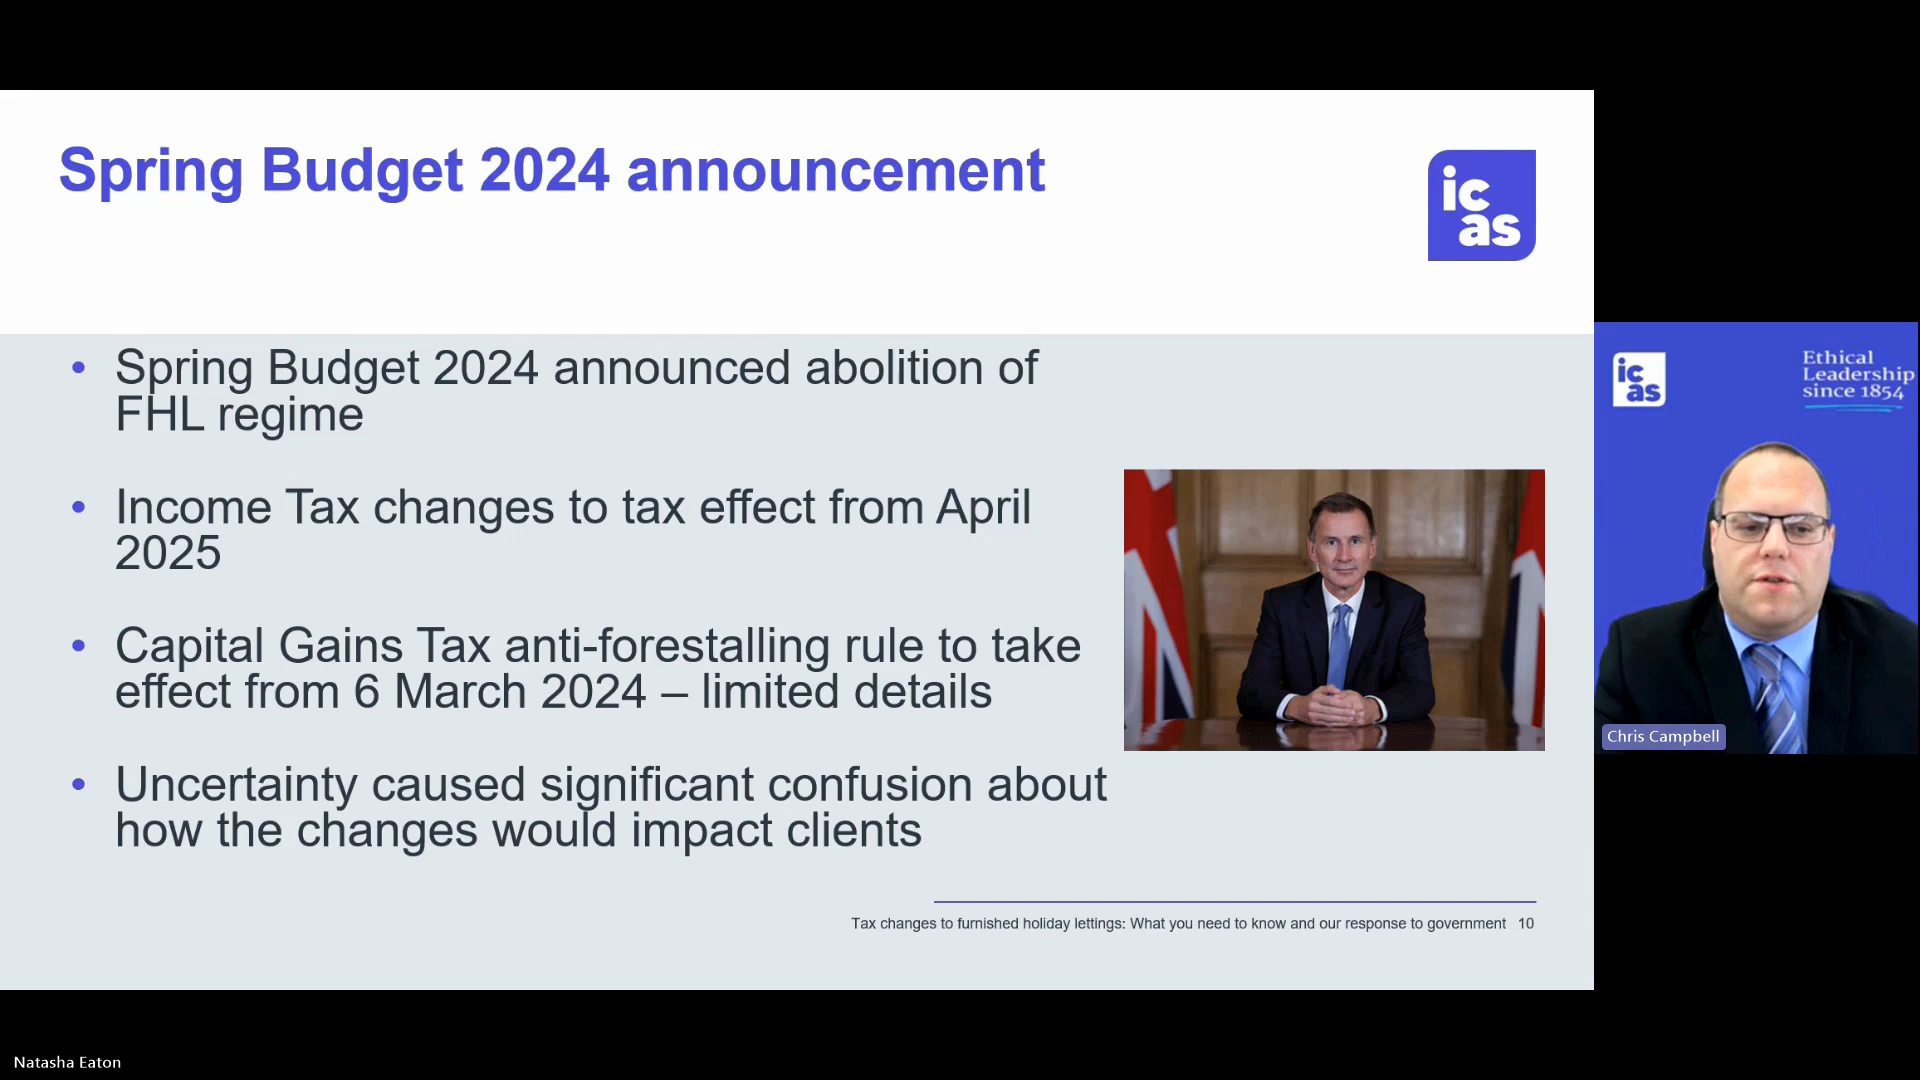 Spring Budget 2024 announcement
ic
as
• Spring Budget 2024 announced abolition of
FHL regime
• Income Tax changes to tax effect from April
2025
• Capital Gains Tax anti-forestalling rule to take
effect from 6 March 2024 – limited details
• Uncertainty caused significant confusion about
how the changes would impact clients
Tax changes to furnished holiday lettings: What you need to know and our response to government 10
ic
as
Ethical
Leadership
since 1854
Chris Campbell
Natasha Eaton